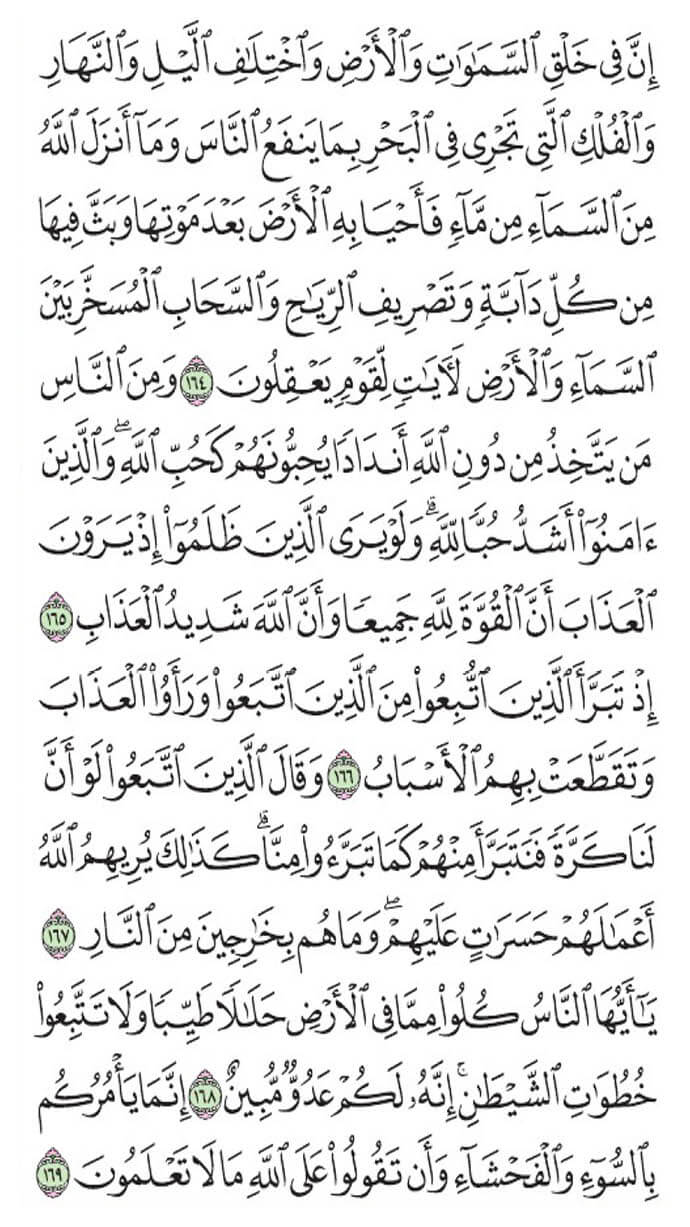 إِنَّ فِى خَلْقِ ٱلسَّمَـٰوَٰتِ وَٱلْأَرْضِ وَٱخْتِلَـٰفِ ٱلَّيْلِ وَٱلنَّهَارِ
وَٱلْفُلْكِ ٱلَّتِى تَجْرِى فِى ٱلْبَحْرِ بِمَا يَنفَعُ ٱلنَّاسَ وَمَآ أَنزَلَ ٱللَّهُ
مِنَ ٱلسَّمَآءِ مِن مَّآءٍ فَأَحْيَا بِهِ ٱلْأَرْضَ بَعْدَ مَوْتِهَا وَبَثَّ فِيهَا
مِن كُلِّ دَآبَّةٍ وَتَصْرِيفِ ٱلرِّيَـٰحِ وَٱلسَّحَابِ ٱلْمُسَخَّرِ بَيْنَ
ٱلسَّمَآءِ وَٱلْأَرْضِ لَـَٔايَـٰتٍ لِّقَوْمٍ يَعْقِلُونَ ١٦٤ وَمِنَ ٱلنَّاسِ
مَن يَتَّخِذُ مِن دُونِ ٱللَّهِ أَندَادًا يُحِبُّونَهُمْ كَحُبِّ ٱللَّهِ ۖ وَٱلَّذِينَ
ءَامَنُوٓا۟ أَشَدُّ حُبًّا لِّلَّهِ ۗ وَلَوْ يَرَى ٱلَّذِينَ ظَلَمُوٓا۟ إِذْ يَرَوْنَ
ٱلْعَذَابَ أَنَّ ٱلْقُوَّةَ لِلَّهِ جَمِيعًا وَأَنَّ ٱللَّهَ شَدِيدُ ٱلْعَذَابِ ١٦٥
إِذْ تَبَرَّأَ ٱلَّذِينَ ٱتُّبِعُوا۟ مِنَ ٱلَّذِينَ ٱتَّبَعُوا۟ وَرَأَوُا۟ ٱلْعَذَابَ
وَتَقَطَّعَتْ بِهِمُ ٱلْأَسْبَابُ ١٦٦ وَقَالَ ٱلَّذِينَ ٱتَّبَعُوا۟ لَوْ أَنَّ
لَنَا كَرَّةً فَنَتَبَرَّأَ مِنْهُمْ كَمَا تَبَرَّءُوا۟ مِنَّا ۗ كَذَٰلِكَ يُرِيهِمُ ٱللَّهُ
أَعْمَـٰلَهُمْ حَسَرَٰتٍ عَلَيْهِمْ ۖ وَمَا هُم بِخَـٰرِجِينَ مِنَ ٱلنَّارِ ١٦٧
يَـٰٓأَيُّهَا ٱلنَّاسُ كُلُوا۟ مِمَّا فِى ٱلْأَرْضِ حَلَـٰلًا طَيِّبًا وَلَا تَتَّبِعُوا۟
خُطُوَٰتِ ٱلشَّيْطَـٰنِ ۚ إِنَّهُۥ لَكُمْ عَدُوٌّ مُّبِينٌ ١٦٨ إِنَّمَا يَأْمُرُكُم
بِٱلسُّوٓءِ وَٱلْفَحْشَآءِ وَأَن تَقُولُوا۟ عَلَى ٱللَّهِ مَا لَا تَعْلَمُونَ ١٦٩